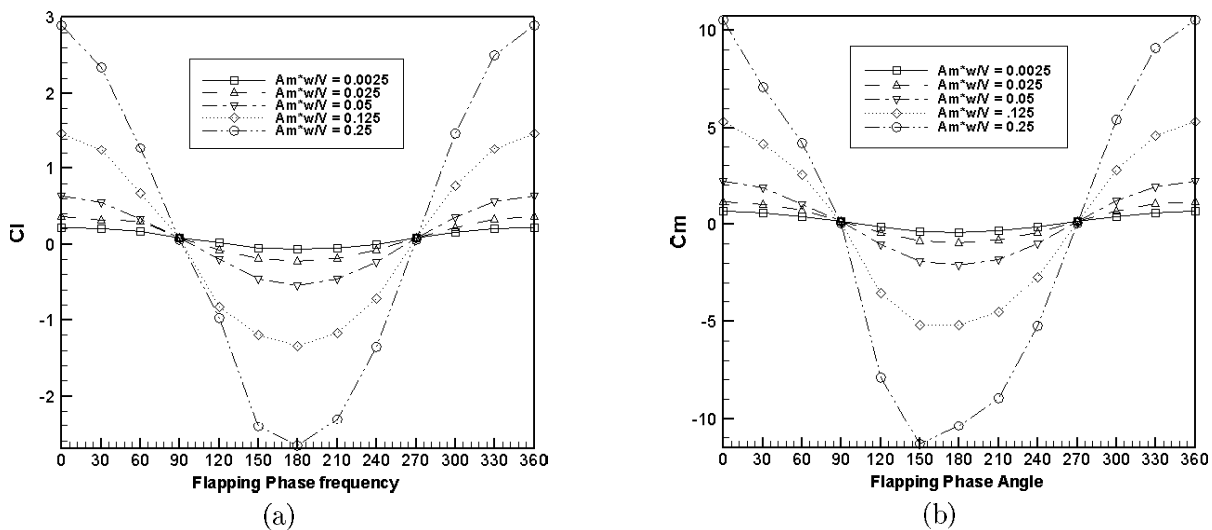 3
2
1
0
-1
-2
Cl
Am*w/V = 0.0025
Am*w/V = 0.025
Am*w/V = 0.05
Am*w/V = 0.125
Am*w/V = 0.25
0 30 60 90 120 150 180 210 240 270 300 330 360
Flapping Phase frequency
(a)
10
5
0
-5
-10
Cm
Am*w/V = 0.0025
Am*w/V = 0.025
Am*w/V = 0.05
Am*w/V = .125
Am*w/V = 0.25
0 30 60 90 120 150 180 210 240 270 300 330 360
Flapping Phase Angle
(b)